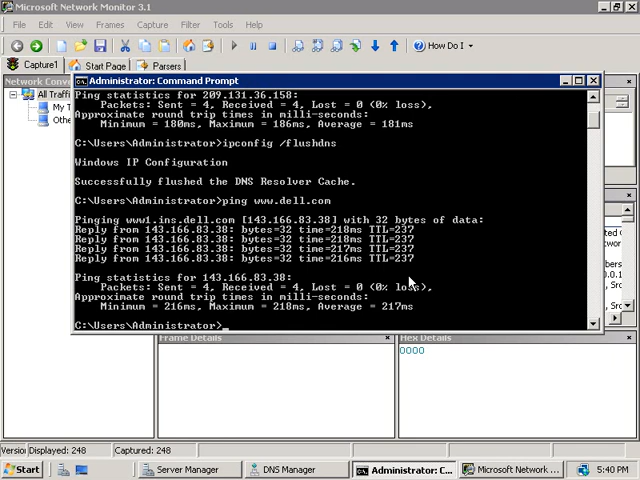 Microsoft Network Monitor 3.1
File Edit View Frames Capture Filter Tools Help
How Do I
Capture1 Start Page Parsers
Network Conv
All Traffi
My T
Othe
Administrator: Command Prompt
Ping statistics for 209.131.36.158:
Packets: Sent = 4, Received = 4, Lost = 0 (0% loss),
Approximate round trip times in milli-seconds:
Minimum = 180ms, Maximum = 186ms, Average = 181ms
C:\Users\Administrator>ipconfig /flushdns
Windows IP Configuration
Successfully flushed the DNS Resolver Cache.
C:\Users\Administrator>ping www.dell.com
Pinging www1.ins.dell.com [143.166.83.38] with 32 bytes of data:
Reply from 143.166.83.38: bytes=32 time=218ms TTL=237
Reply from 143.166.83.38: bytes=32 time=218ms TTL=237
Reply from 143.166.83.38: bytes=32 time=217ms TTL=237
Reply from 143.166.83.38: bytes=32 time=216ms TTL=237
Ping statistics for 143.166.83.38:
Packets: Sent = 4, Received = 4, Lost = 0 (0% loss),
Approximate round trip times in milli-seconds:
Minimum = 216ms, Maximum = 218ms, Average = 217ms
C:\Users\Administrator>_
Frame Details Hex Details
0000
Versio Displayed: 248 Captured: 248
Start Server Manager DNS Manager Administrator: C... Microsoft Network ... 5:40 PM